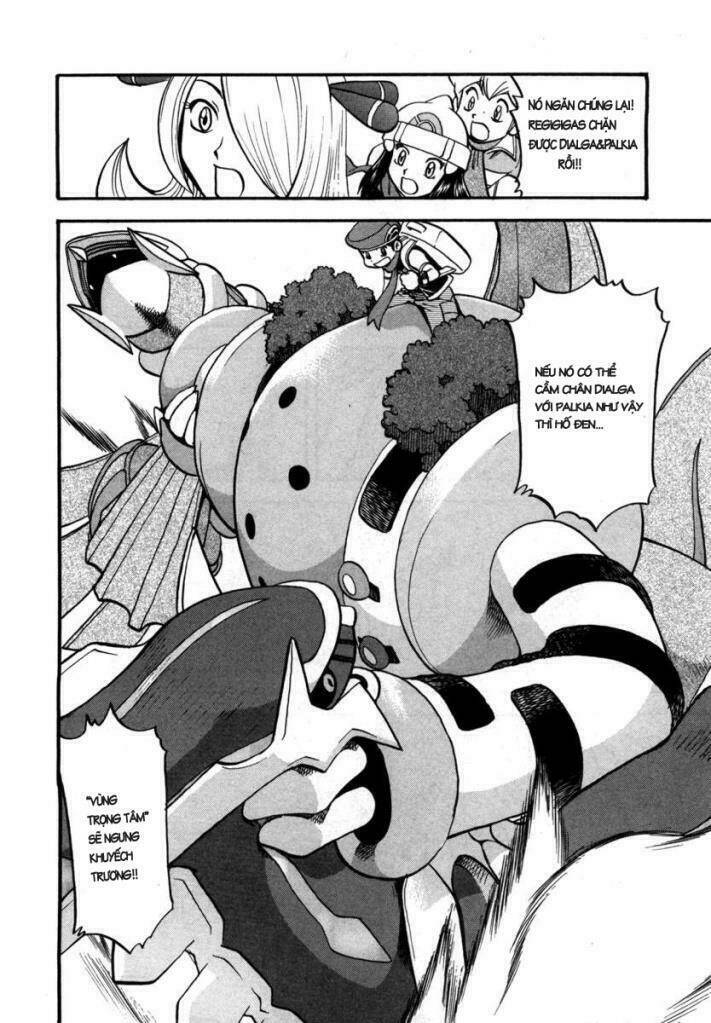 NÓ NGĂN CHÚNG LẠI!
REGIGIGAS CHẶN
ĐƯỢC DIALGA&PALKIA
RỒI!!
NẾU NÓ CÓ THỂ
CẦM CHÂN DIALGA
VỚI PALKIA NHƯ VẬY
THÌ HỐ ĐEN...
"VÙNG
TRỌNG TÂM"
SẼ NGƯNG
KHUYẾCH
TRƯƠNG!!